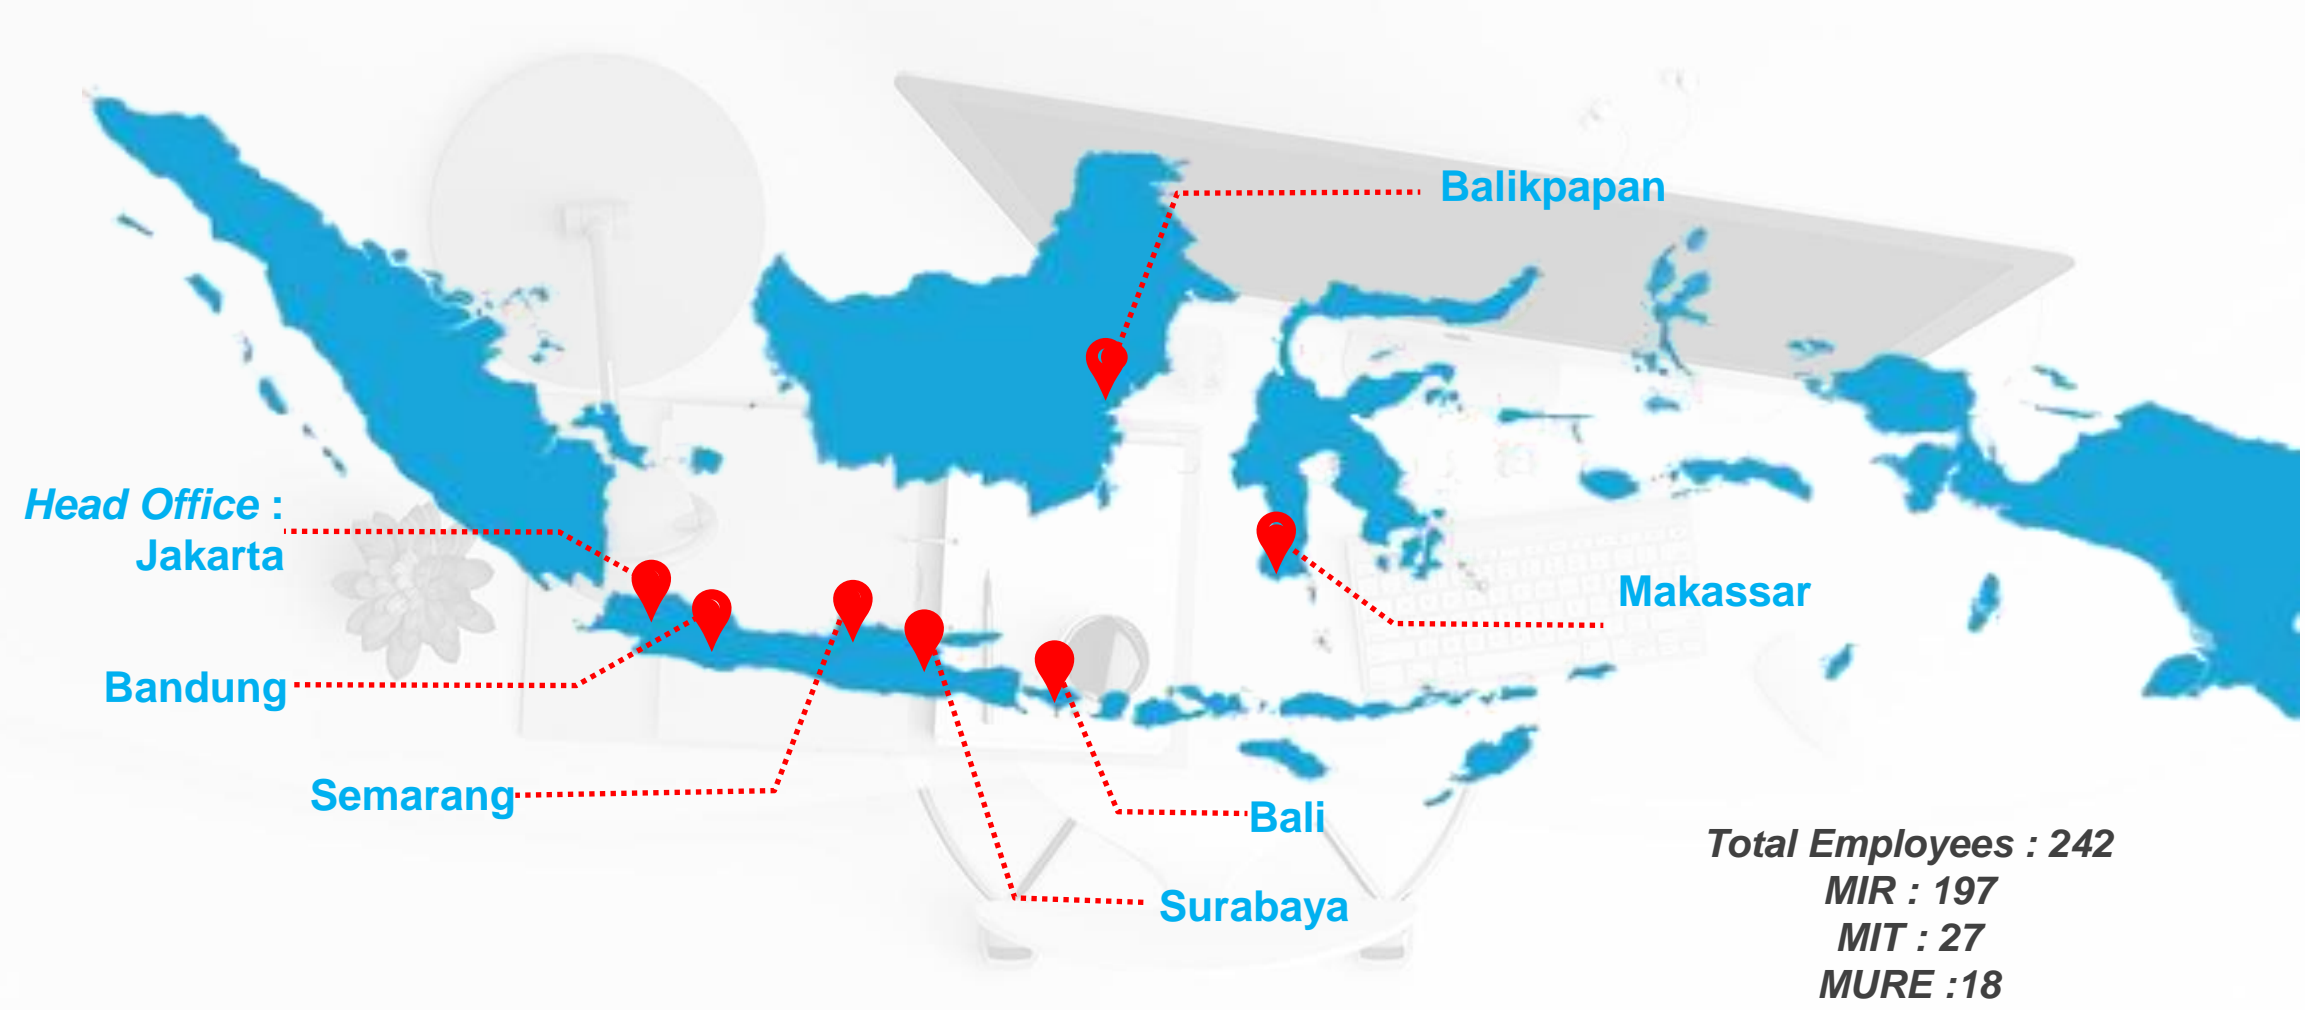 Balikpapan
Head Office :
Jakarta
Makassar
Bandung
Semarang
Bali
Surabaya
Total Employees : 242
MIR : 197
MIT : 27
MURE :18